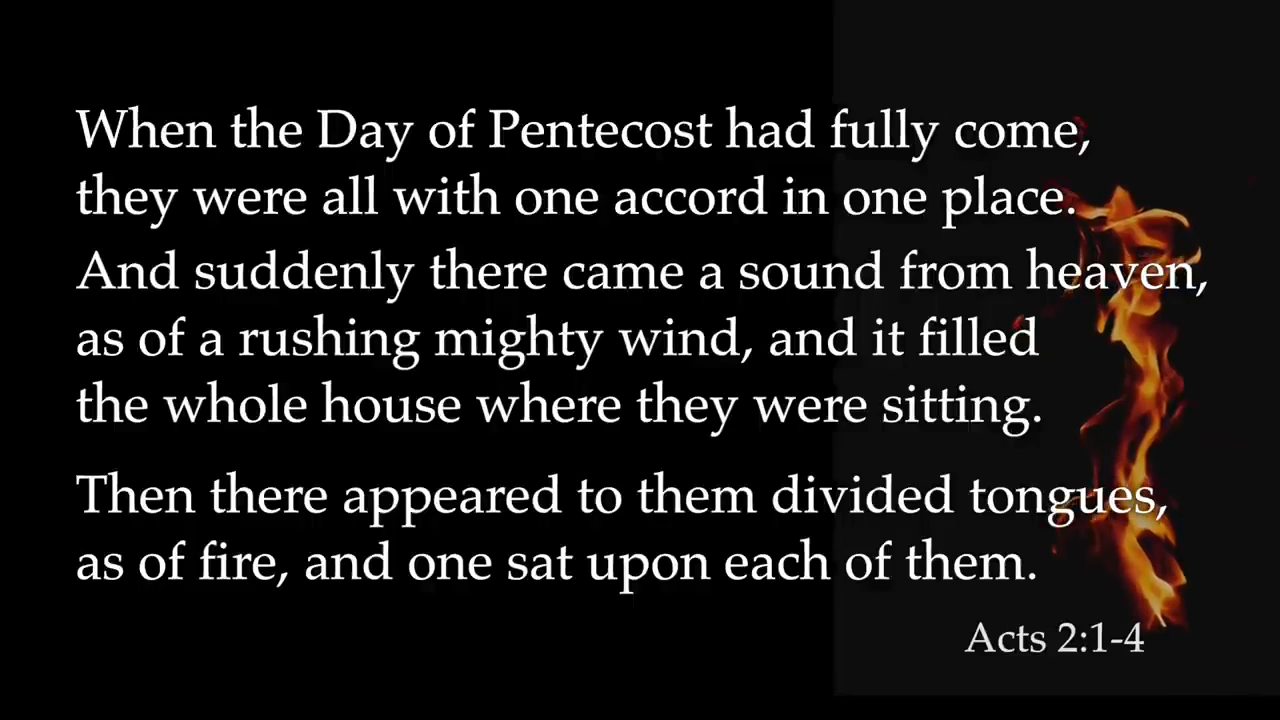 When the Day of Pentecost had fully come,
they were all with one accord in one place.
And suddenly there came a sound from heaven,
as of a rushing mighty wind, and it filled
the whole house where they were sitting.
Then there appeared to them divided tongues,
as of fire, and one sat upon each of them.
Acts 2:1-4